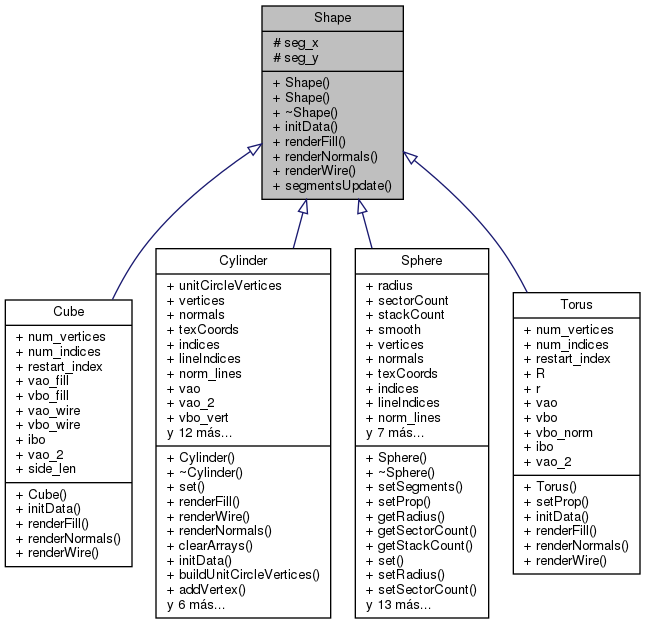 Shape
# seg_x
# seg_y
+ Shape()
+ Shape()
+ ~Shape()
+ initData()
+ renderFill()
+ renderNormals()
+ renderWire()
+ segmentsUpdate()
Cube
+ num_vertices
+ num_indices
+ restart_index
+ vao_fill
+ vbo_fill
+ vao_wire
+ vbo_wire
+ ibo
+ vao_2
+ side_len
+ Cube()
+ initData()
+ renderFill()
+ renderNormals()
+ renderWire()
Cylinder
+ unitCircleVertices
+ vertices
+ normals
+ texCoords
+ indices
+ lineIndices
+ norm_lines
+ vao
+ vao_2
+ vbo_vert
y 12 más...
+ Cylinder()
+ ~Cylinder()
+ set()
+ renderFill()
+ renderWire()
+ renderNormals()
+ clearArrays()
+ initData()
+ buildUnitCircleVertices()
+ addVertex()
y 6 más...
Sphere
+ radius
+ sectorCount
+ stackCount
+ smooth
+ vertices
+ normals
+ texCoords
+ indices
+ lineIndices
+ norm_lines
y 7 más...
+ Sphere()
+ ~Sphere()
+ setSegments()
+ setProp()
+ getRadius()
+ getSectorCount()
+ getStackCount()
+ set()
+ setRadius()
+ setSectorCount()
y 13 más...
Torus
+ num_vertices
+ num_indices
+ restart_index
+ R
+ r
+ vao
+ vbo
+ vbo_norm
+ ibo
+ vao_2
+ Torus()
+ setProp()
+ initData()
+ renderFill()
+ renderNormals()
+ renderWire()